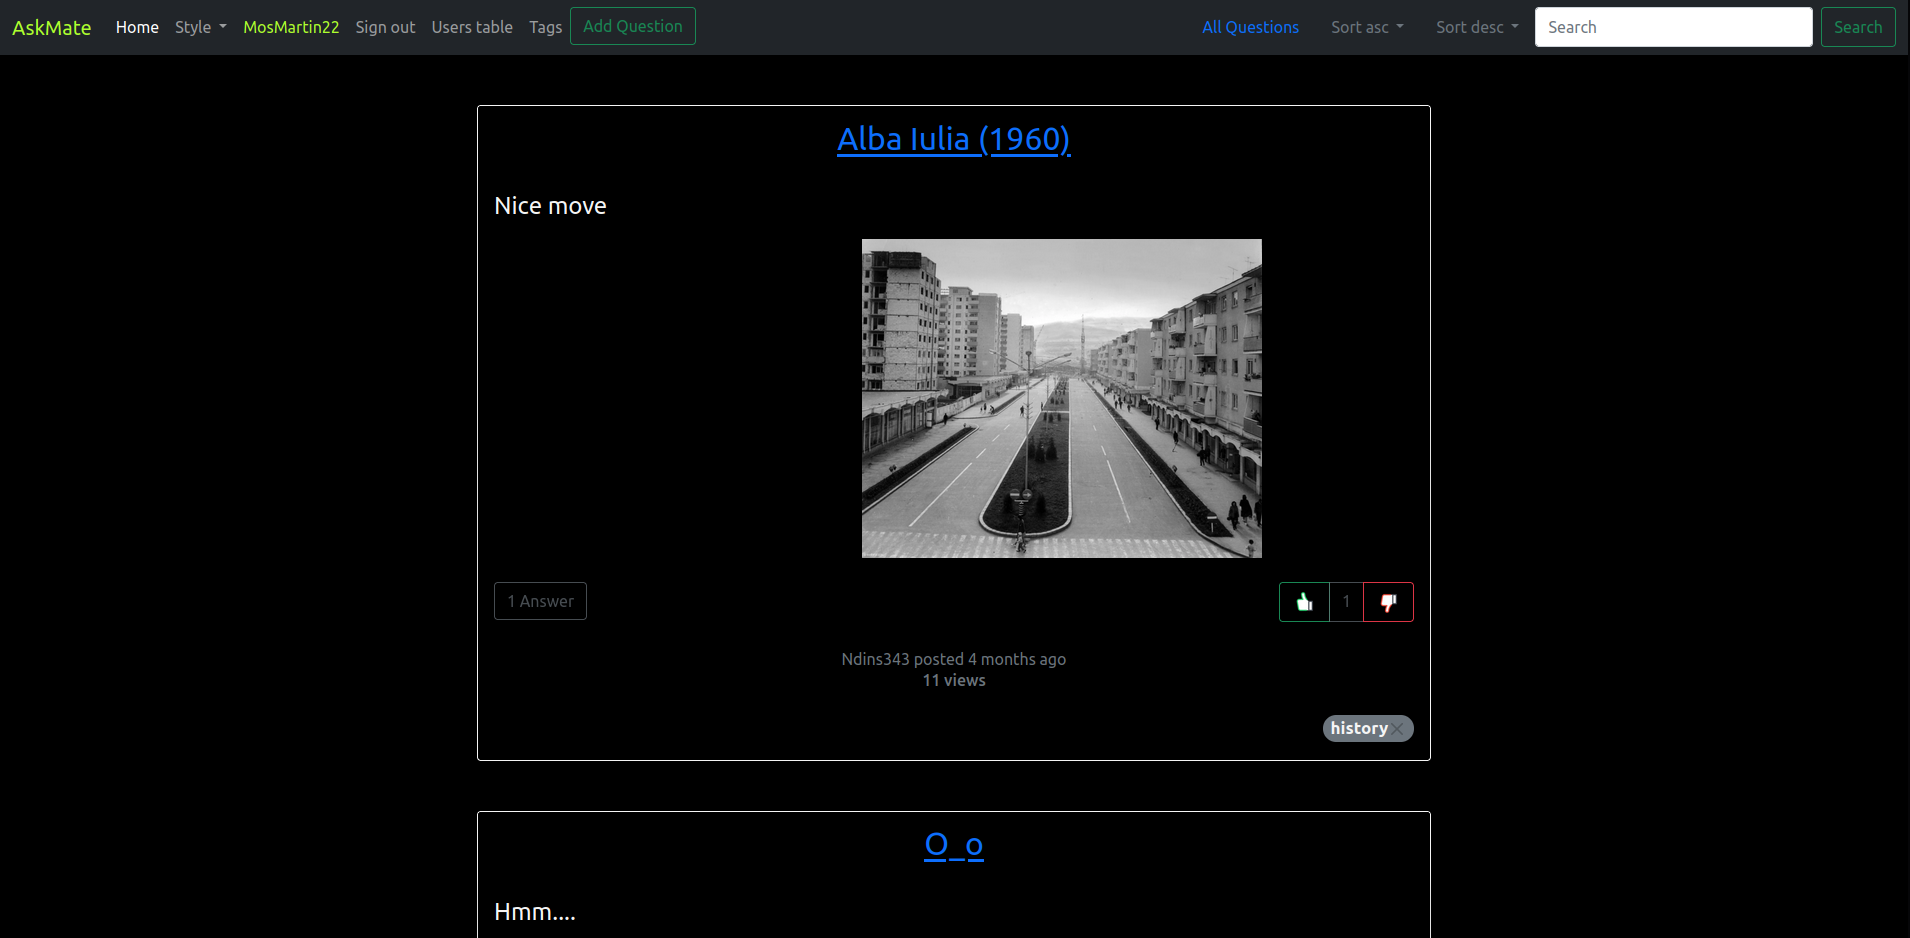 AskMate Home Style MosMartin22 Sign out Users table Tags Add Question All Questions Sort asc Sort desc Search Search
Alba Iulia (1960)
Nice move
1 Answer 1
Ndins343 posted 4 months ago
11 views
history
O_o
Hmm....